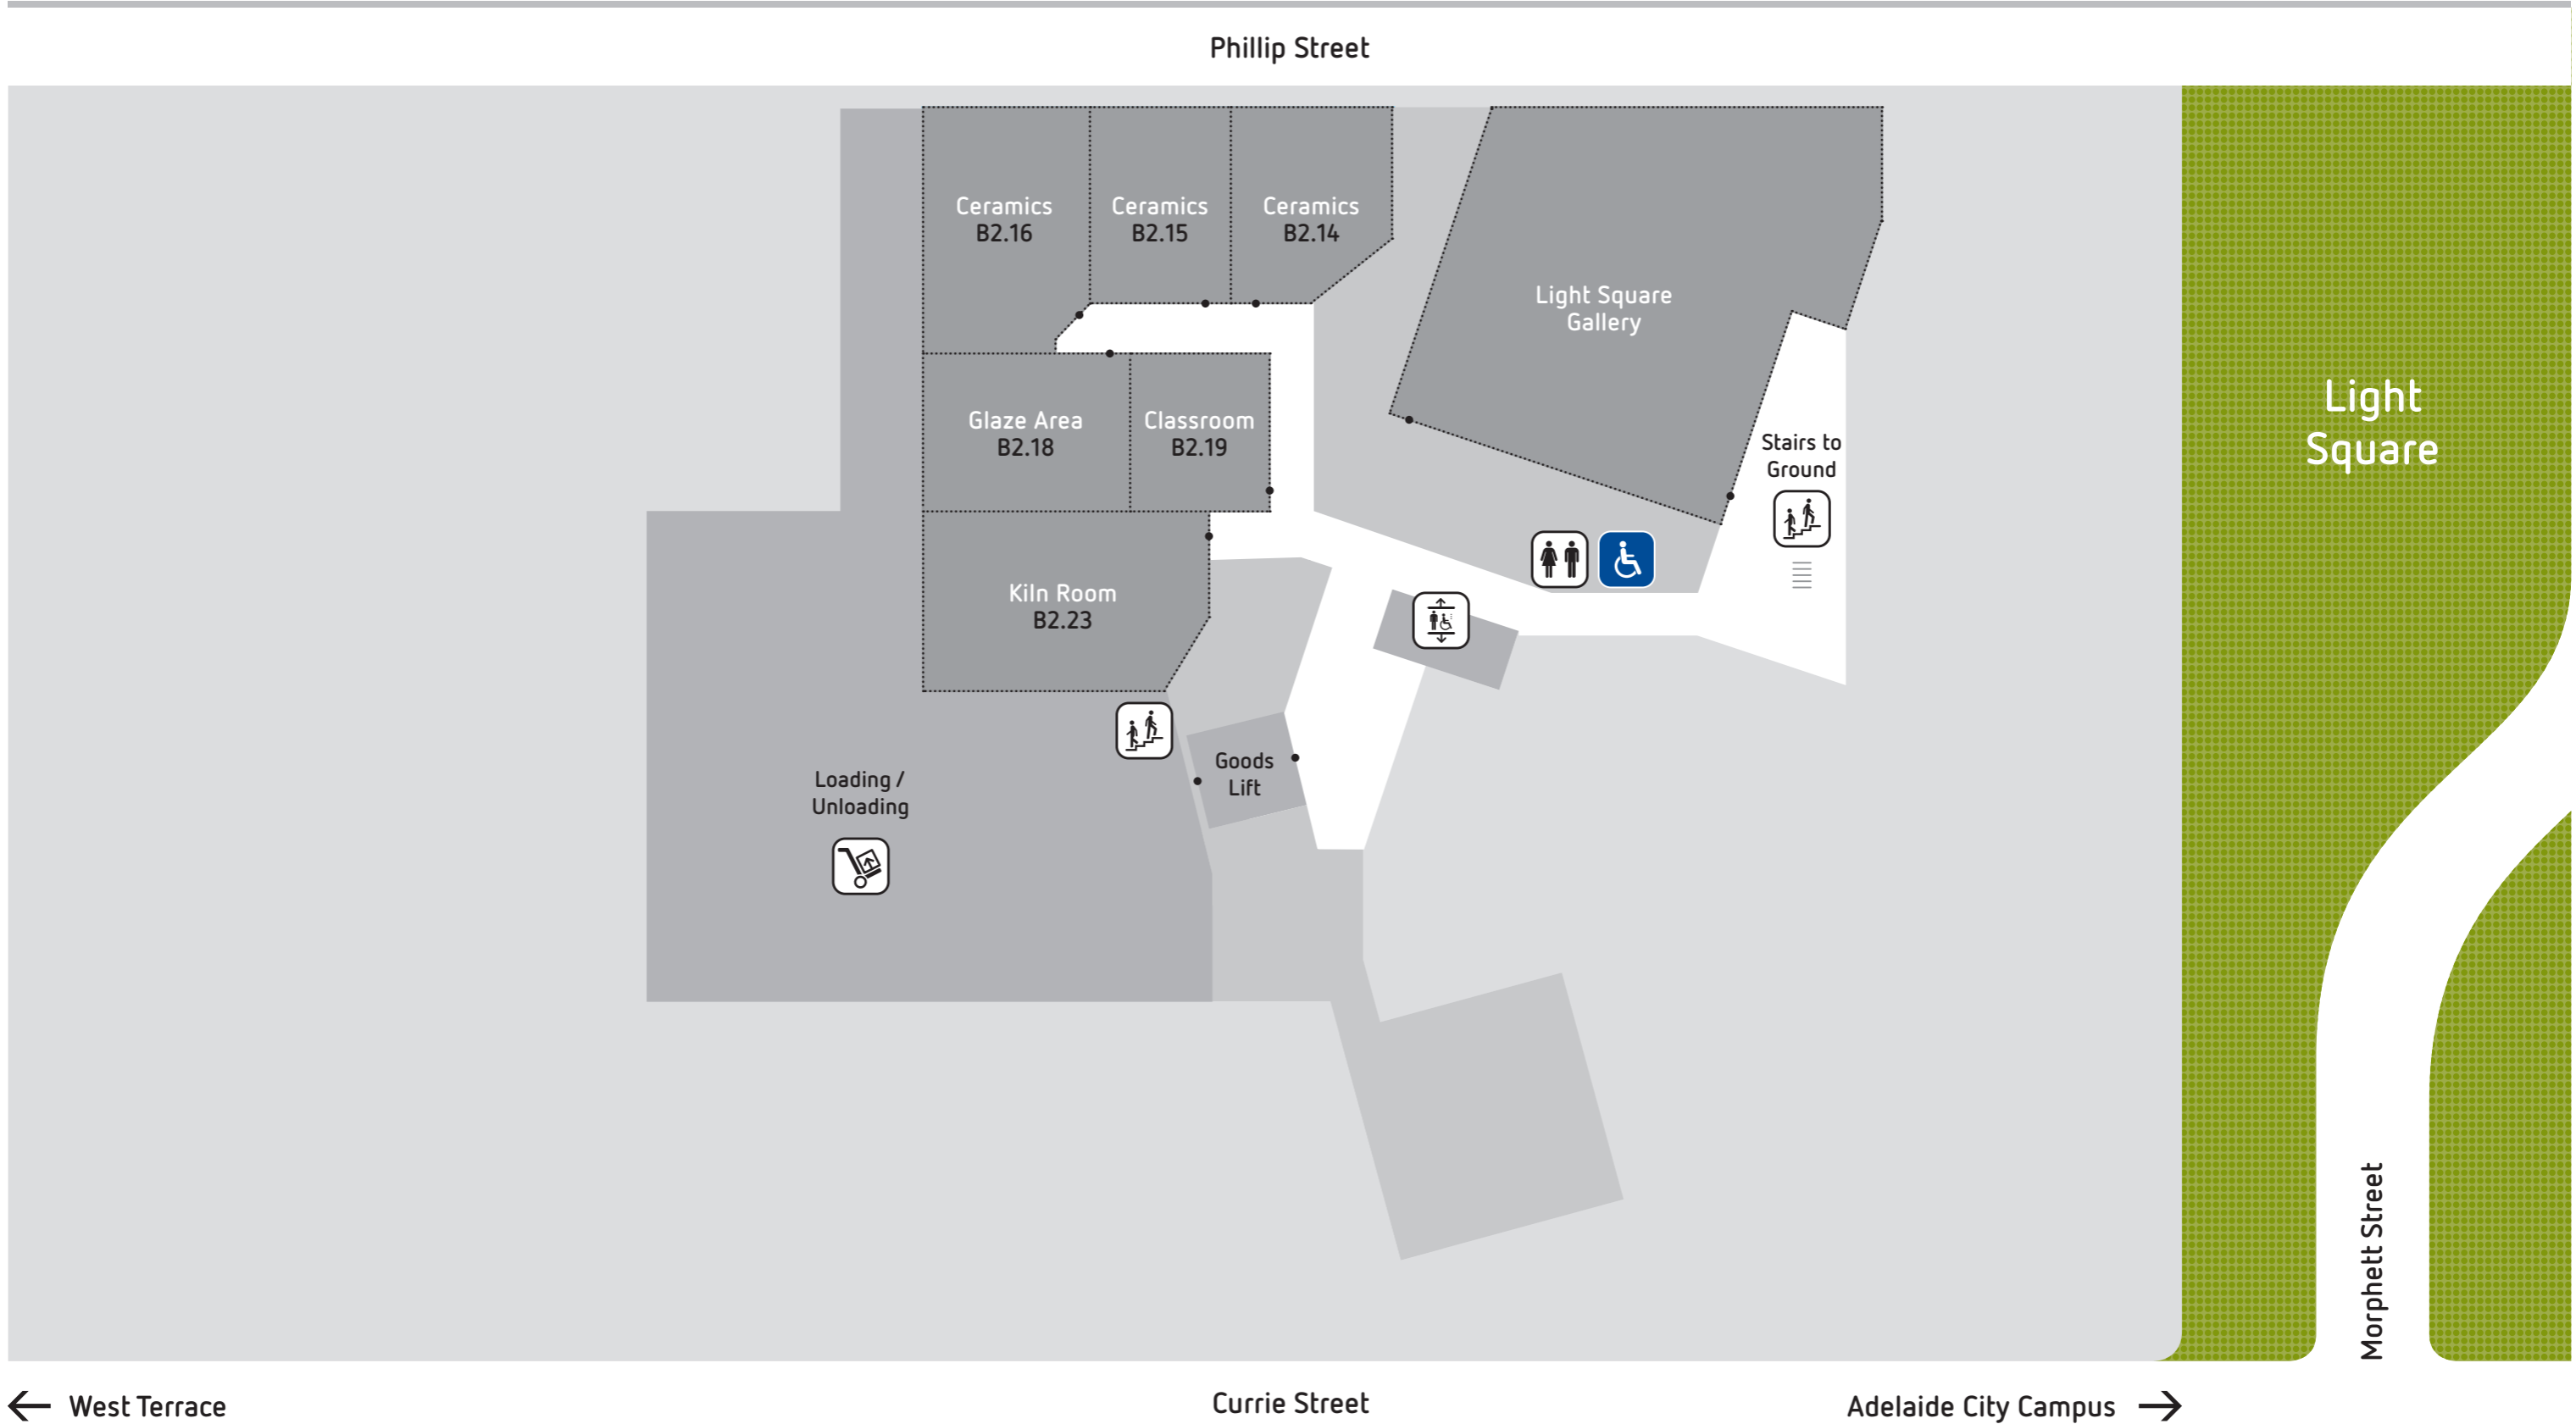 Phillip Street
Ceramics
B2.16
Ceramics
B2.15
Ceramics
B2.14
Light Square
Gallery
Glaze Area
B2.18
Classroom
B2.19
Stairs to
Ground
Light
Square
Kiln Room
B2.23
Goods
Lift
Loading /
Unloading
Morphett Street
West Terrace
Currie Street
Adelaide City Campus